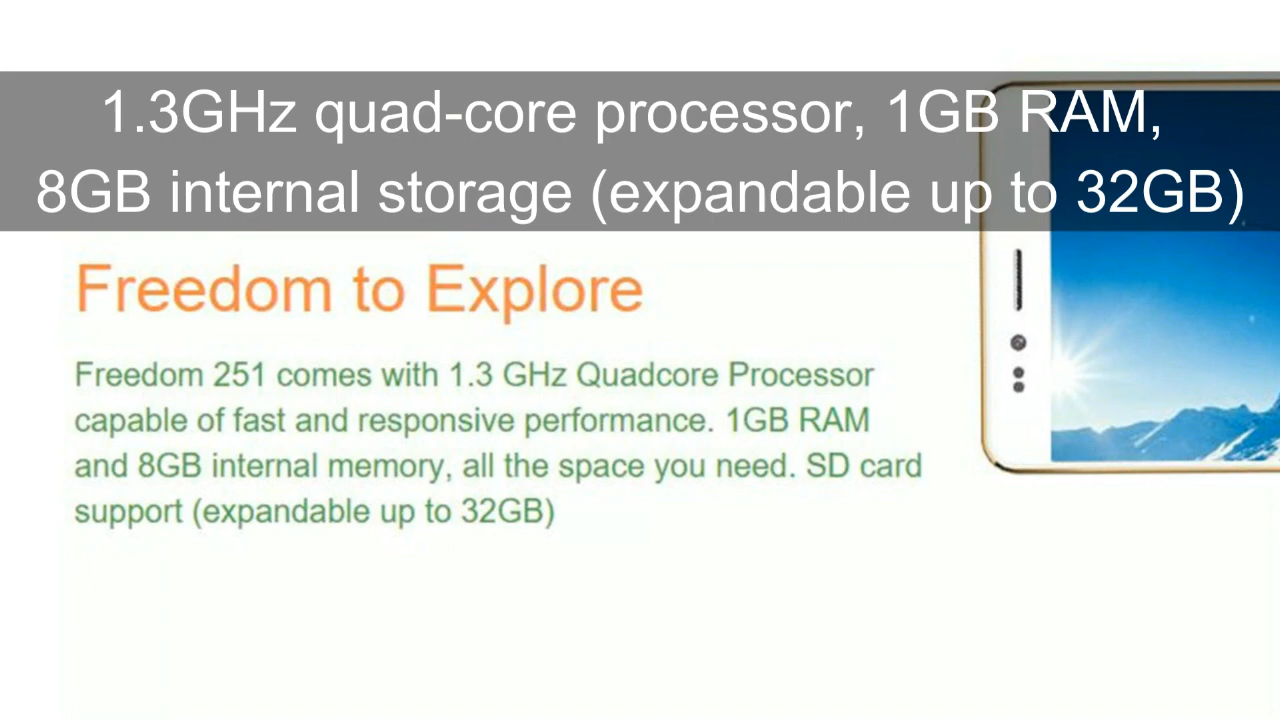 1.3GHz quad-core processor, 1GB RAM,
8GB internal storage (expandable up to 32GB)
Freedom to Explore
Freedom 251 comes with 1.3 GHz Quadcore Processor
capable of fast and responsive performance. 1GB RAM
and 8GB internal memory, all the space you need. SD card
support (expandable up to 32GB)